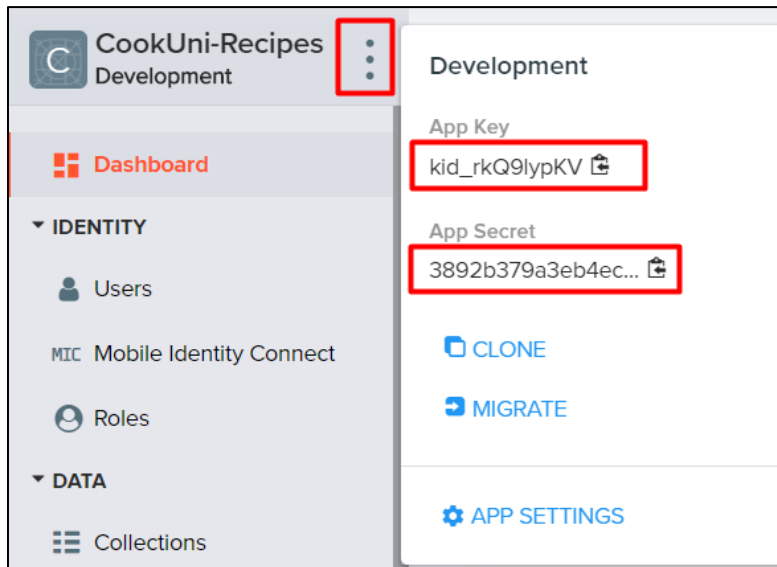 C
CookUni-Recipes
Development
Dashboard
IDENTITY
Users
MIC Mobile Identity Connect
Roles
DATA
Collections
Development
App Key
kid_rkQ9lypKV
App Secret
3892b379a3eb4ec...
CLONE
MIGRATE
APP SETTINGS